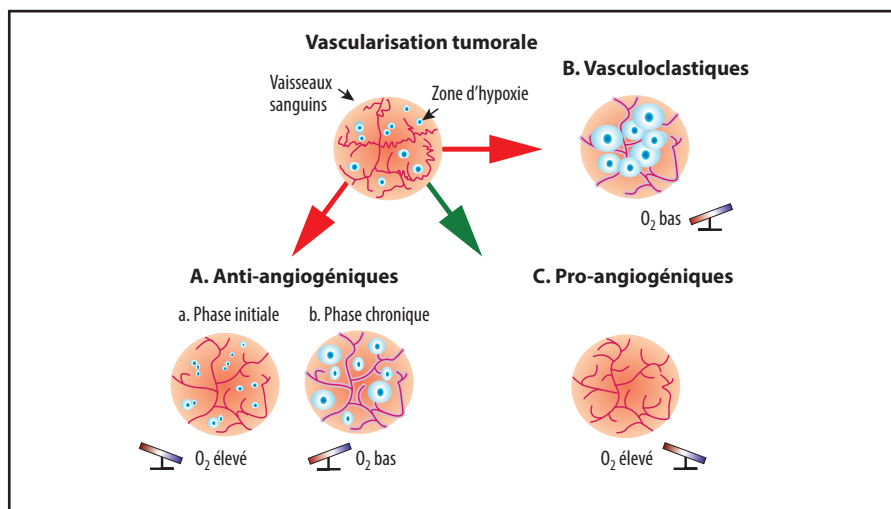 Vascularisation tumorale
Vaisseaux
sanguins
Zone d’hypoxie
B. Vasculoclastiques
O₂ bas
A. Anti-angiogéniques
a. Phase initiale
b. Phase chronique
O₂ élevé
O₂ bas
C. Pro-angiogéniques
O₂ élevé